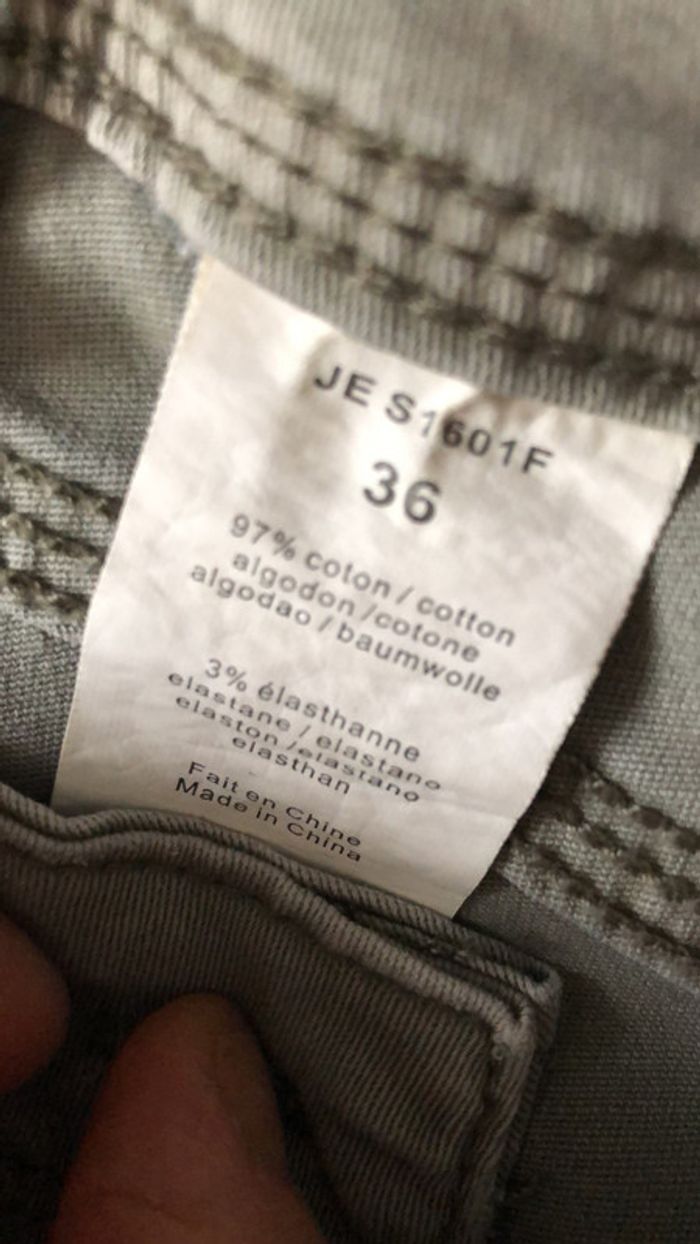 JE S1601F
36
97% coton / cotton
algodon /cotone
algodao / baumwolle
3% élasthanne
elastane / elastano
elaston /elastano
elasthan
Fait en Chine
Made in China